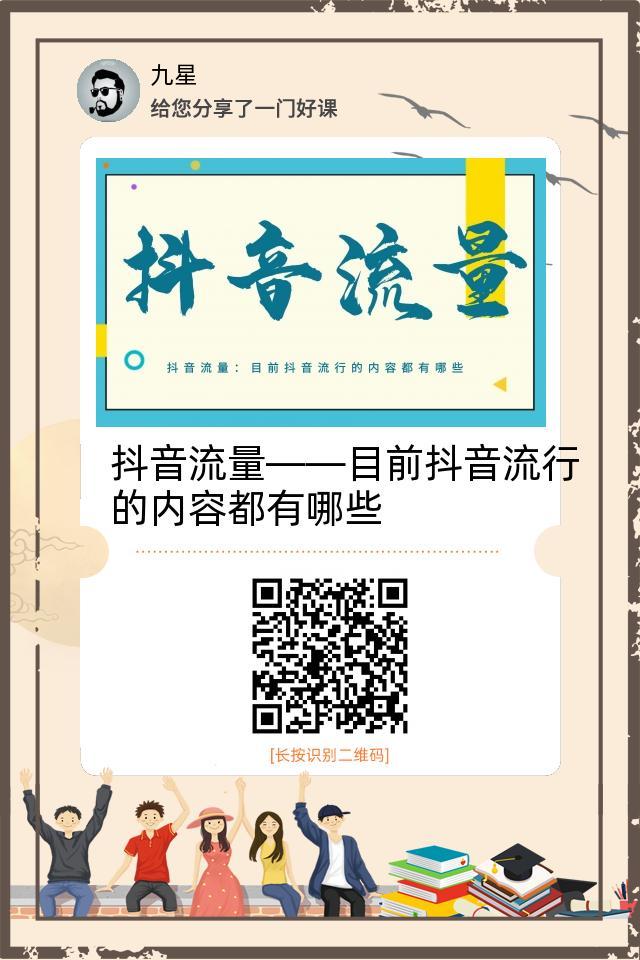 九星
给您分享了一门好课
抖音流量
抖音流量：目前抖音流行的内容都有哪些
抖音流量——目前抖音流行
的内容都有哪些
[长按识别二维码]